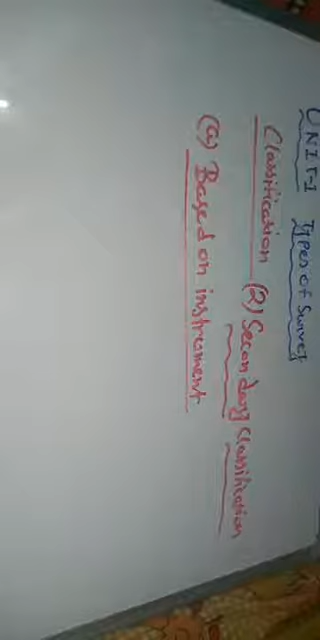 UNIT-1 Types of Survey
Classification (2) Secondary Classification
(a) Based on instrument